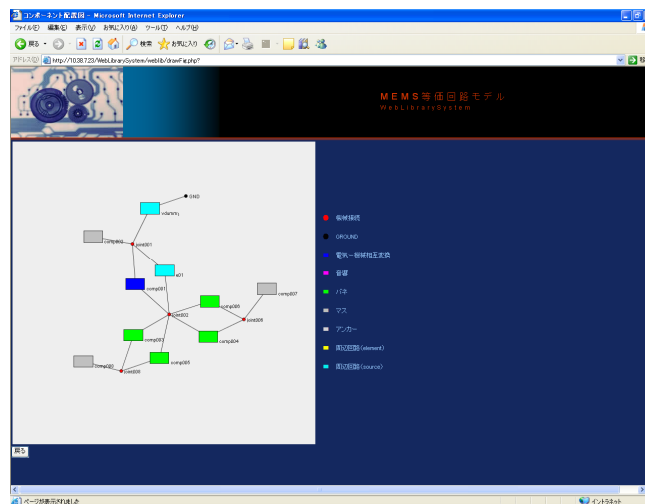 コンポーネント配置図 - Microsoft Internet Explorer
ファイル(F) 編集(E) 表示(V) お気に入り(A) ツール(T) ヘルプ(H)
戻る 検索 お気に入り
アドレス(D) http://10.38.7.23/WebLibrarySystem/weblib/drawFig.php? 移
MEMS等価回路モデル
WebLibrarySystem
GND
vdummy
comp002
joint001
e01
comp001
comp007
comp006
joint002
joint006
comp003
comp004
comp005
joint005
機械接続
GROUND
電気－機械相互変換
音響
バネ
マス
アンカー
周辺回路(element)
周辺回路(source)
戻る
ページが表示されました イントラネット